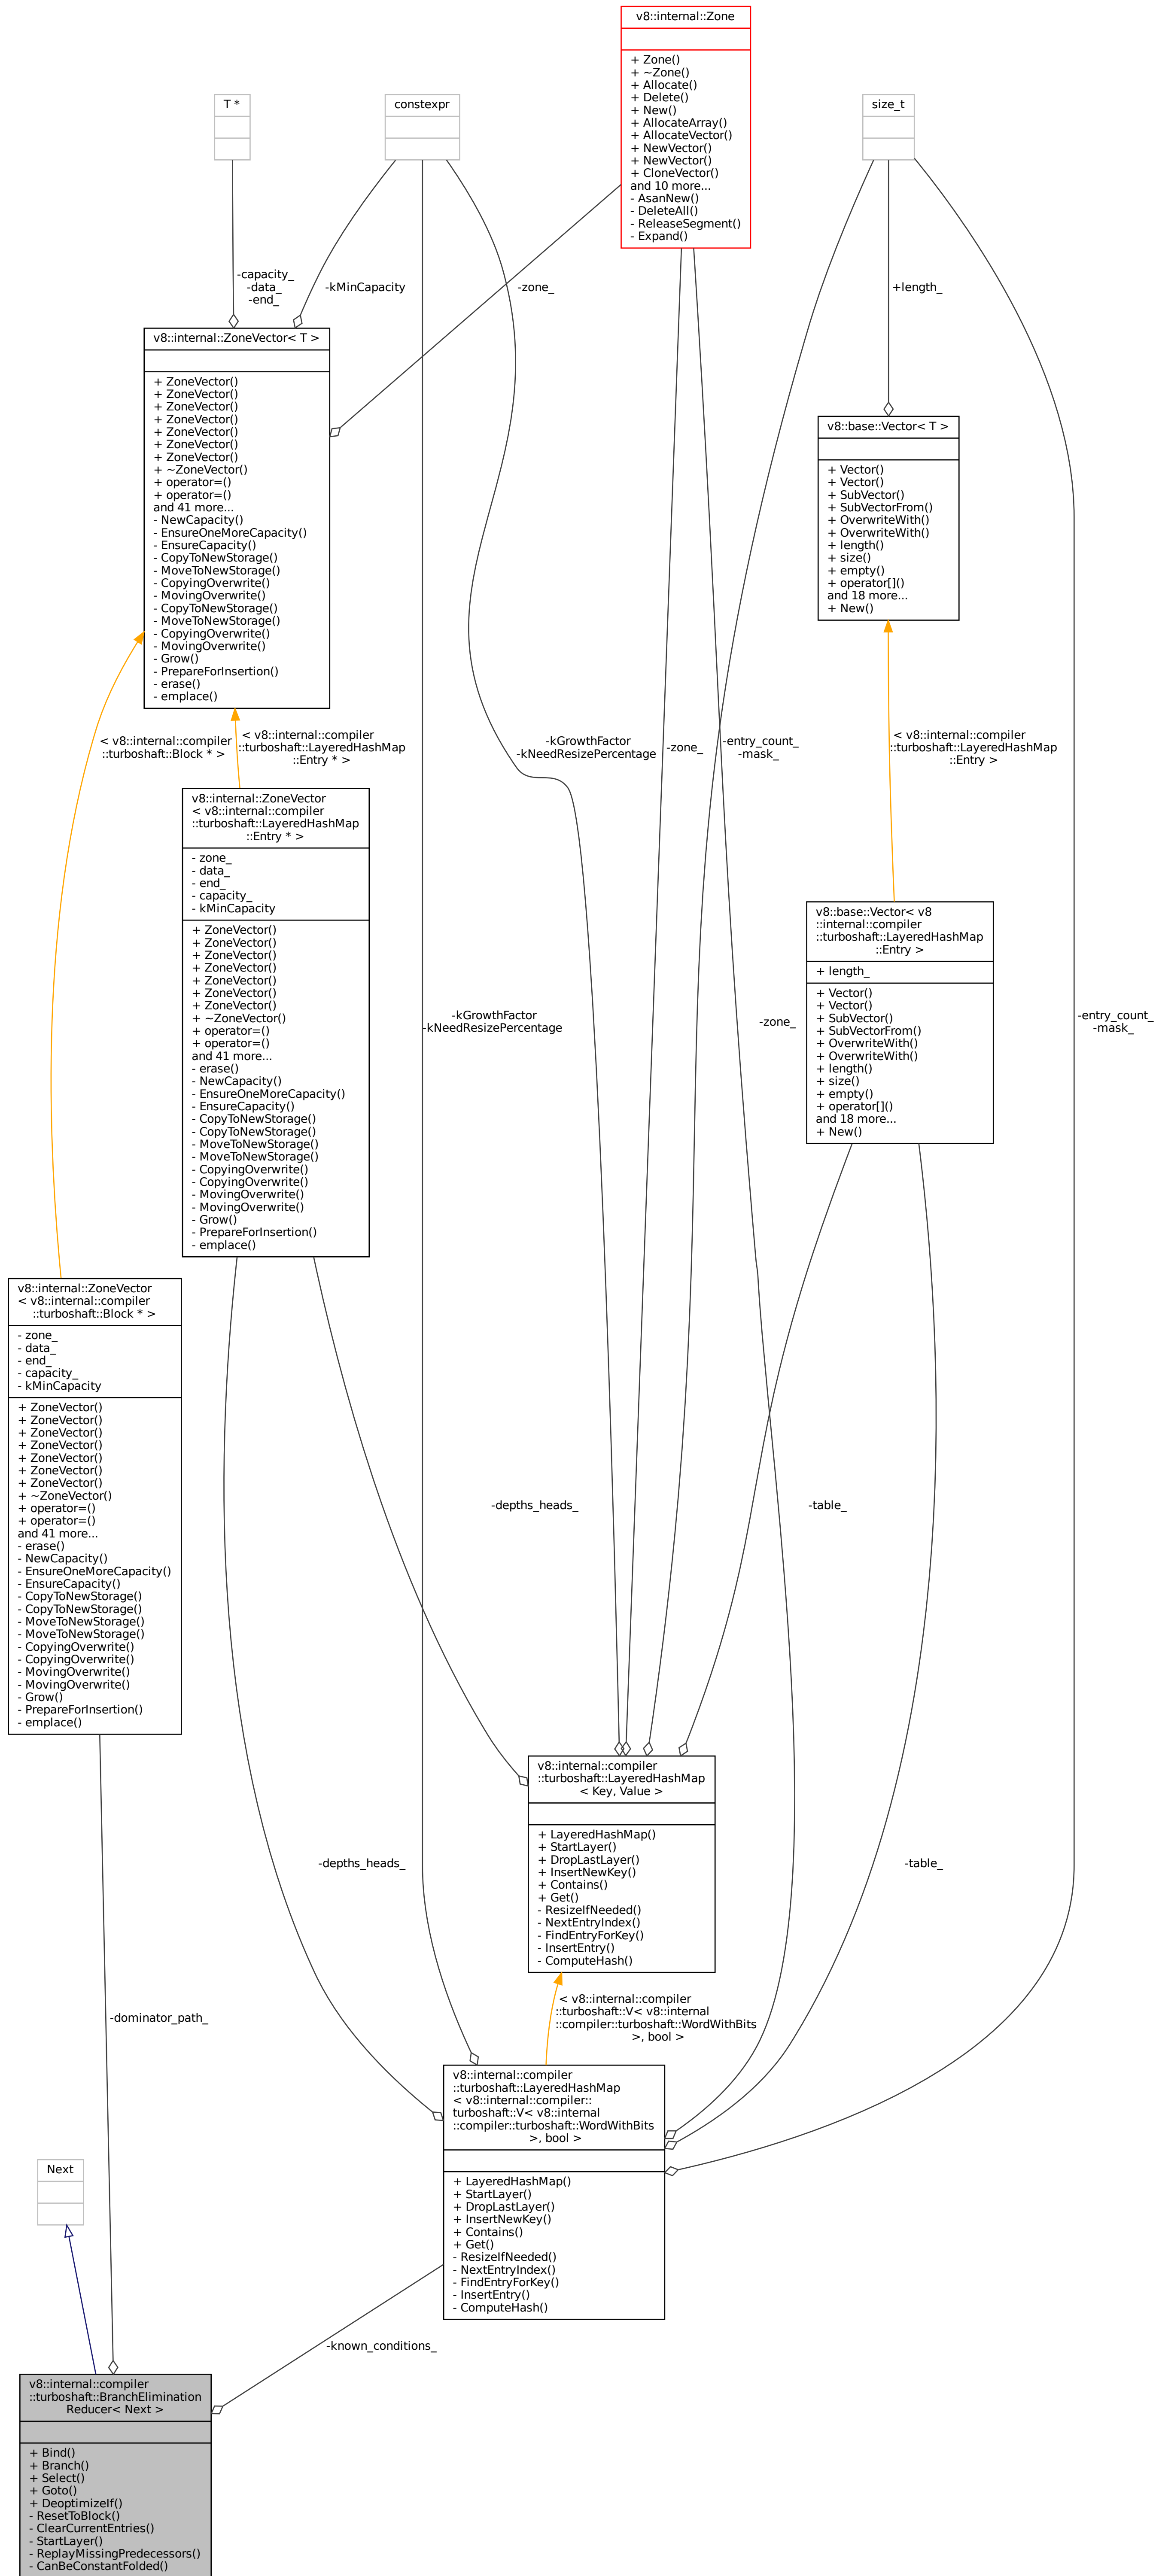 v8::internal::Zone
+ Zone()
+ ~Zone()
+ Allocate()
+ Delete()
+ New()
+ AllocateArray()
+ AllocateVector()
+ NewVector()
+ NewVector()
+ CloneVector()
and 10 more...
- AsanNew()
- DeleteAll()
- ReleaseSegment()
- Expand()
T *
constexpr
size_t
-capacity_
-data_
-end_
-kMinCapacity
-zone_
+length_
v8::internal::ZoneVector< T >
+ ZoneVector()
+ ZoneVector()
+ ZoneVector()
+ ZoneVector()
+ ZoneVector()
+ ZoneVector()
+ ZoneVector()
+ ~ZoneVector()
+ operator=()
+ operator=()
and 41 more...
- NewCapacity()
- EnsureOneMoreCapacity()
- EnsureCapacity()
- CopyToNewStorage()
- MoveToNewStorage()
- CopyingOverwrite()
- MovingOverwrite()
- CopyToNewStorage()
- MoveToNewStorage()
- CopyingOverwrite()
- MovingOverwrite()
- Grow()
- PrepareForInsertion()
- erase()
- emplace()
v8::base::Vector< T >
+ Vector()
+ Vector()
+ SubVector()
+ SubVectorFrom()
+ OverwriteWith()
+ OverwriteWith()
+ length()
+ size()
+ empty()
+ operator[]()
and 18 more...
+ New()
< v8::internal::compiler
::turboshaft::Block * >
< v8::internal::compiler
::turboshaft::LayeredHashMap
::Entry * >
-kGrowthFactor
-kNeedResizePercentage
-zone_
-entry_count_
-mask_
< v8::internal::compiler
::turboshaft::LayeredHashMap
::Entry >
v8::internal::ZoneVector
< v8::internal::compiler
::turboshaft::LayeredHashMap
::Entry * >
- zone_
- data_
- end_
- capacity_
- kMinCapacity
+ ZoneVector()
+ ZoneVector()
+ ZoneVector()
+ ZoneVector()
+ ZoneVector()
+ ZoneVector()
+ ZoneVector()
+ ~ZoneVector()
+ operator=()
+ operator=()
and 41 more...
- erase()
- NewCapacity()
- EnsureOneMoreCapacity()
- EnsureCapacity()
- CopyToNewStorage()
- CopyToNewStorage()
- MoveToNewStorage()
- MoveToNewStorage()
- CopyingOverwrite()
- CopyingOverwrite()
- MovingOverwrite()
- MovingOverwrite()
- Grow()
- PrepareForInsertion()
- emplace()
v8::base::Vector< v8
::internal::compiler
::turboshaft::LayeredHashMap
::Entry >
+ length_
+ Vector()
+ Vector()
+ SubVector()
+ SubVectorFrom()
+ OverwriteWith()
+ OverwriteWith()
+ length()
+ size()
+ empty()
+ operator[]()
and 18 more...
+ New()
-kGrowthFactor
-kNeedResizePercentage
-zone_
-entry_count_
-mask_
v8::internal::ZoneVector
< v8::internal::compiler
::turboshaft::Block * >
- zone_
- data_
- end_
- capacity_
- kMinCapacity
+ ZoneVector()
+ ZoneVector()
+ ZoneVector()
+ ZoneVector()
+ ZoneVector()
+ ZoneVector()
+ ZoneVector()
+ ~ZoneVector()
+ operator=()
+ operator=()
and 41 more...
- erase()
- NewCapacity()
- EnsureOneMoreCapacity()
- EnsureCapacity()
- CopyToNewStorage()
- CopyToNewStorage()
- MoveToNewStorage()
- MoveToNewStorage()
- CopyingOverwrite()
- CopyingOverwrite()
- MovingOverwrite()
- MovingOverwrite()
- Grow()
- PrepareForInsertion()
- emplace()
-depths_heads_
-table_
v8::internal::compiler
::turboshaft::LayeredHashMap
< Key, Value >
+ LayeredHashMap()
+ StartLayer()
+ DropLastLayer()
+ InsertNewKey()
+ Contains()
+ Get()
- ResizeIfNeeded()
- NextEntryIndex()
- FindEntryForKey()
- InsertEntry()
- ComputeHash()
-depths_heads_
-table_
-dominator_path_
< v8::internal::compiler
::turboshaft::V< v8::internal
::compiler::turboshaft::WordWithBits
>, bool >
v8::internal::compiler
::turboshaft::LayeredHashMap
< v8::internal::compiler::
turboshaft::V< v8::internal
::compiler::turboshaft::WordWithBits
>, bool >
+ LayeredHashMap()
+ StartLayer()
+ DropLastLayer()
+ InsertNewKey()
+ Contains()
+ Get()
- ResizeIfNeeded()
- NextEntryIndex()
- FindEntryForKey()
- InsertEntry()
- ComputeHash()
Next
-known_conditions_
v8::internal::compiler
::turboshaft::BranchElimination
Reducer< Next >
+ Bind()
+ Branch()
+ Select()
+ Goto()
+ DeoptimizeIf()
- ResetToBlock()
- ClearCurrentEntries()
- StartLayer()
- ReplayMissingPredecessors()
- CanBeConstantFolded()